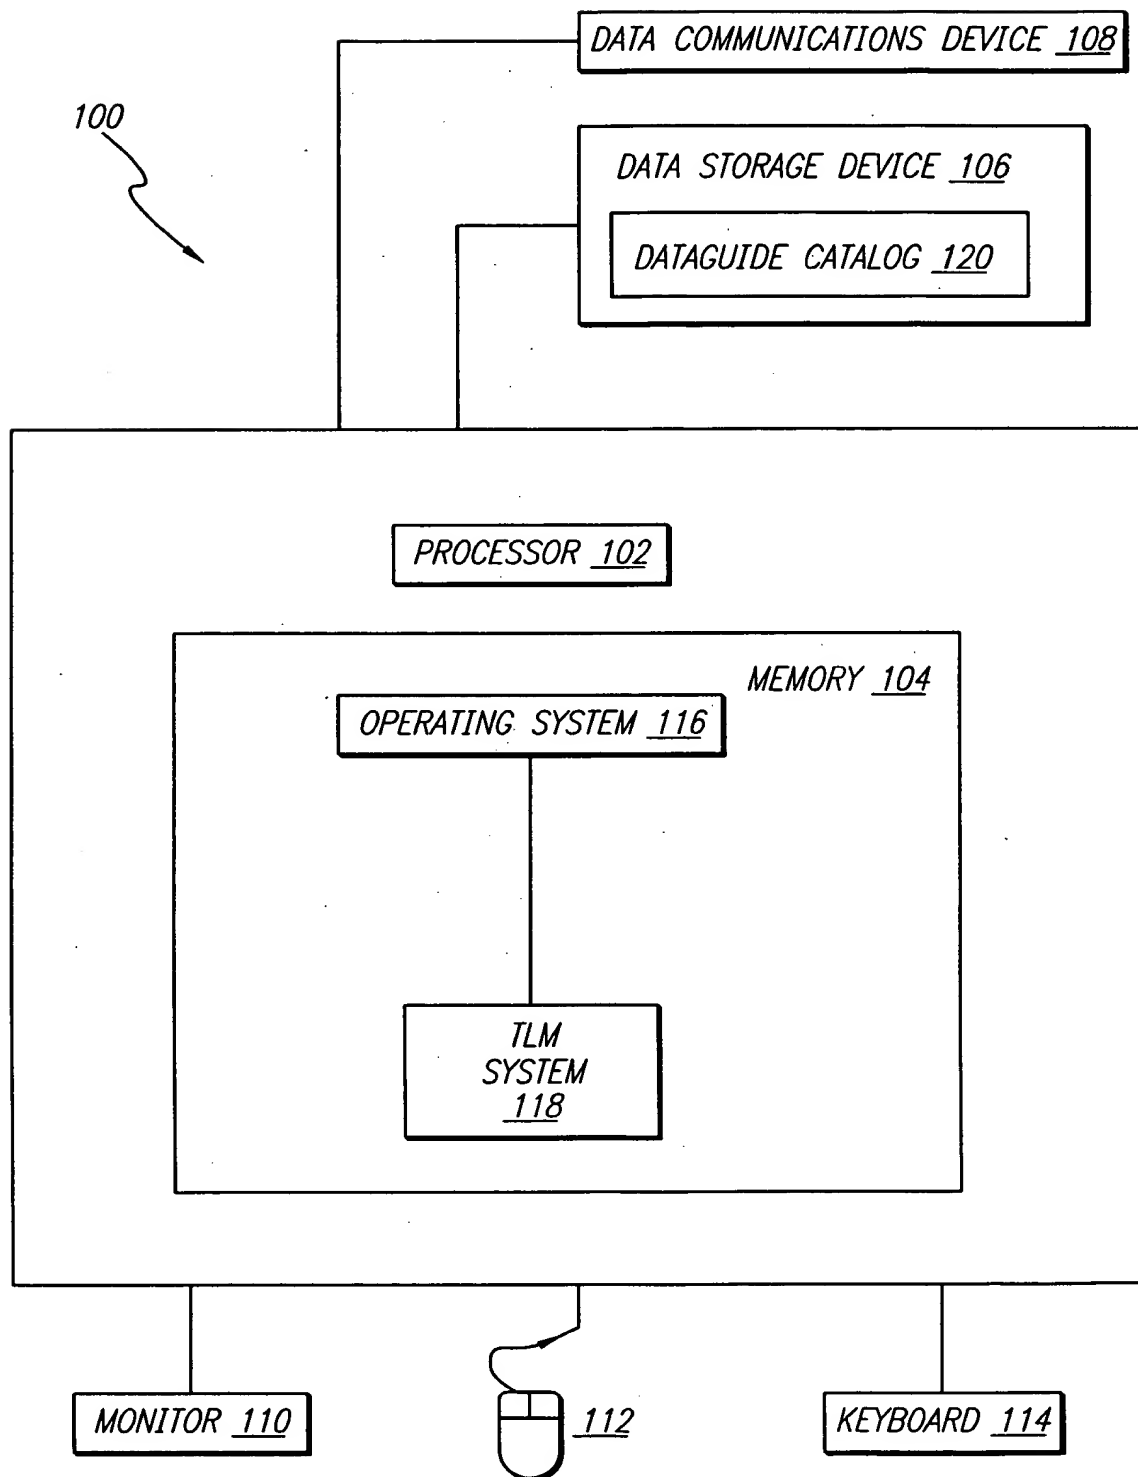 DATA COMMUNICATIONS DEVICE 108
100
DATA STORAGE DEVICE 106
DATAGUIDE CATALOG 120
PROCESSOR 102
MEMORY 104
OPERATING SYSTEM 116
TLM
SYSTEM
118
MONITOR 110
112
KEYBOARD 114